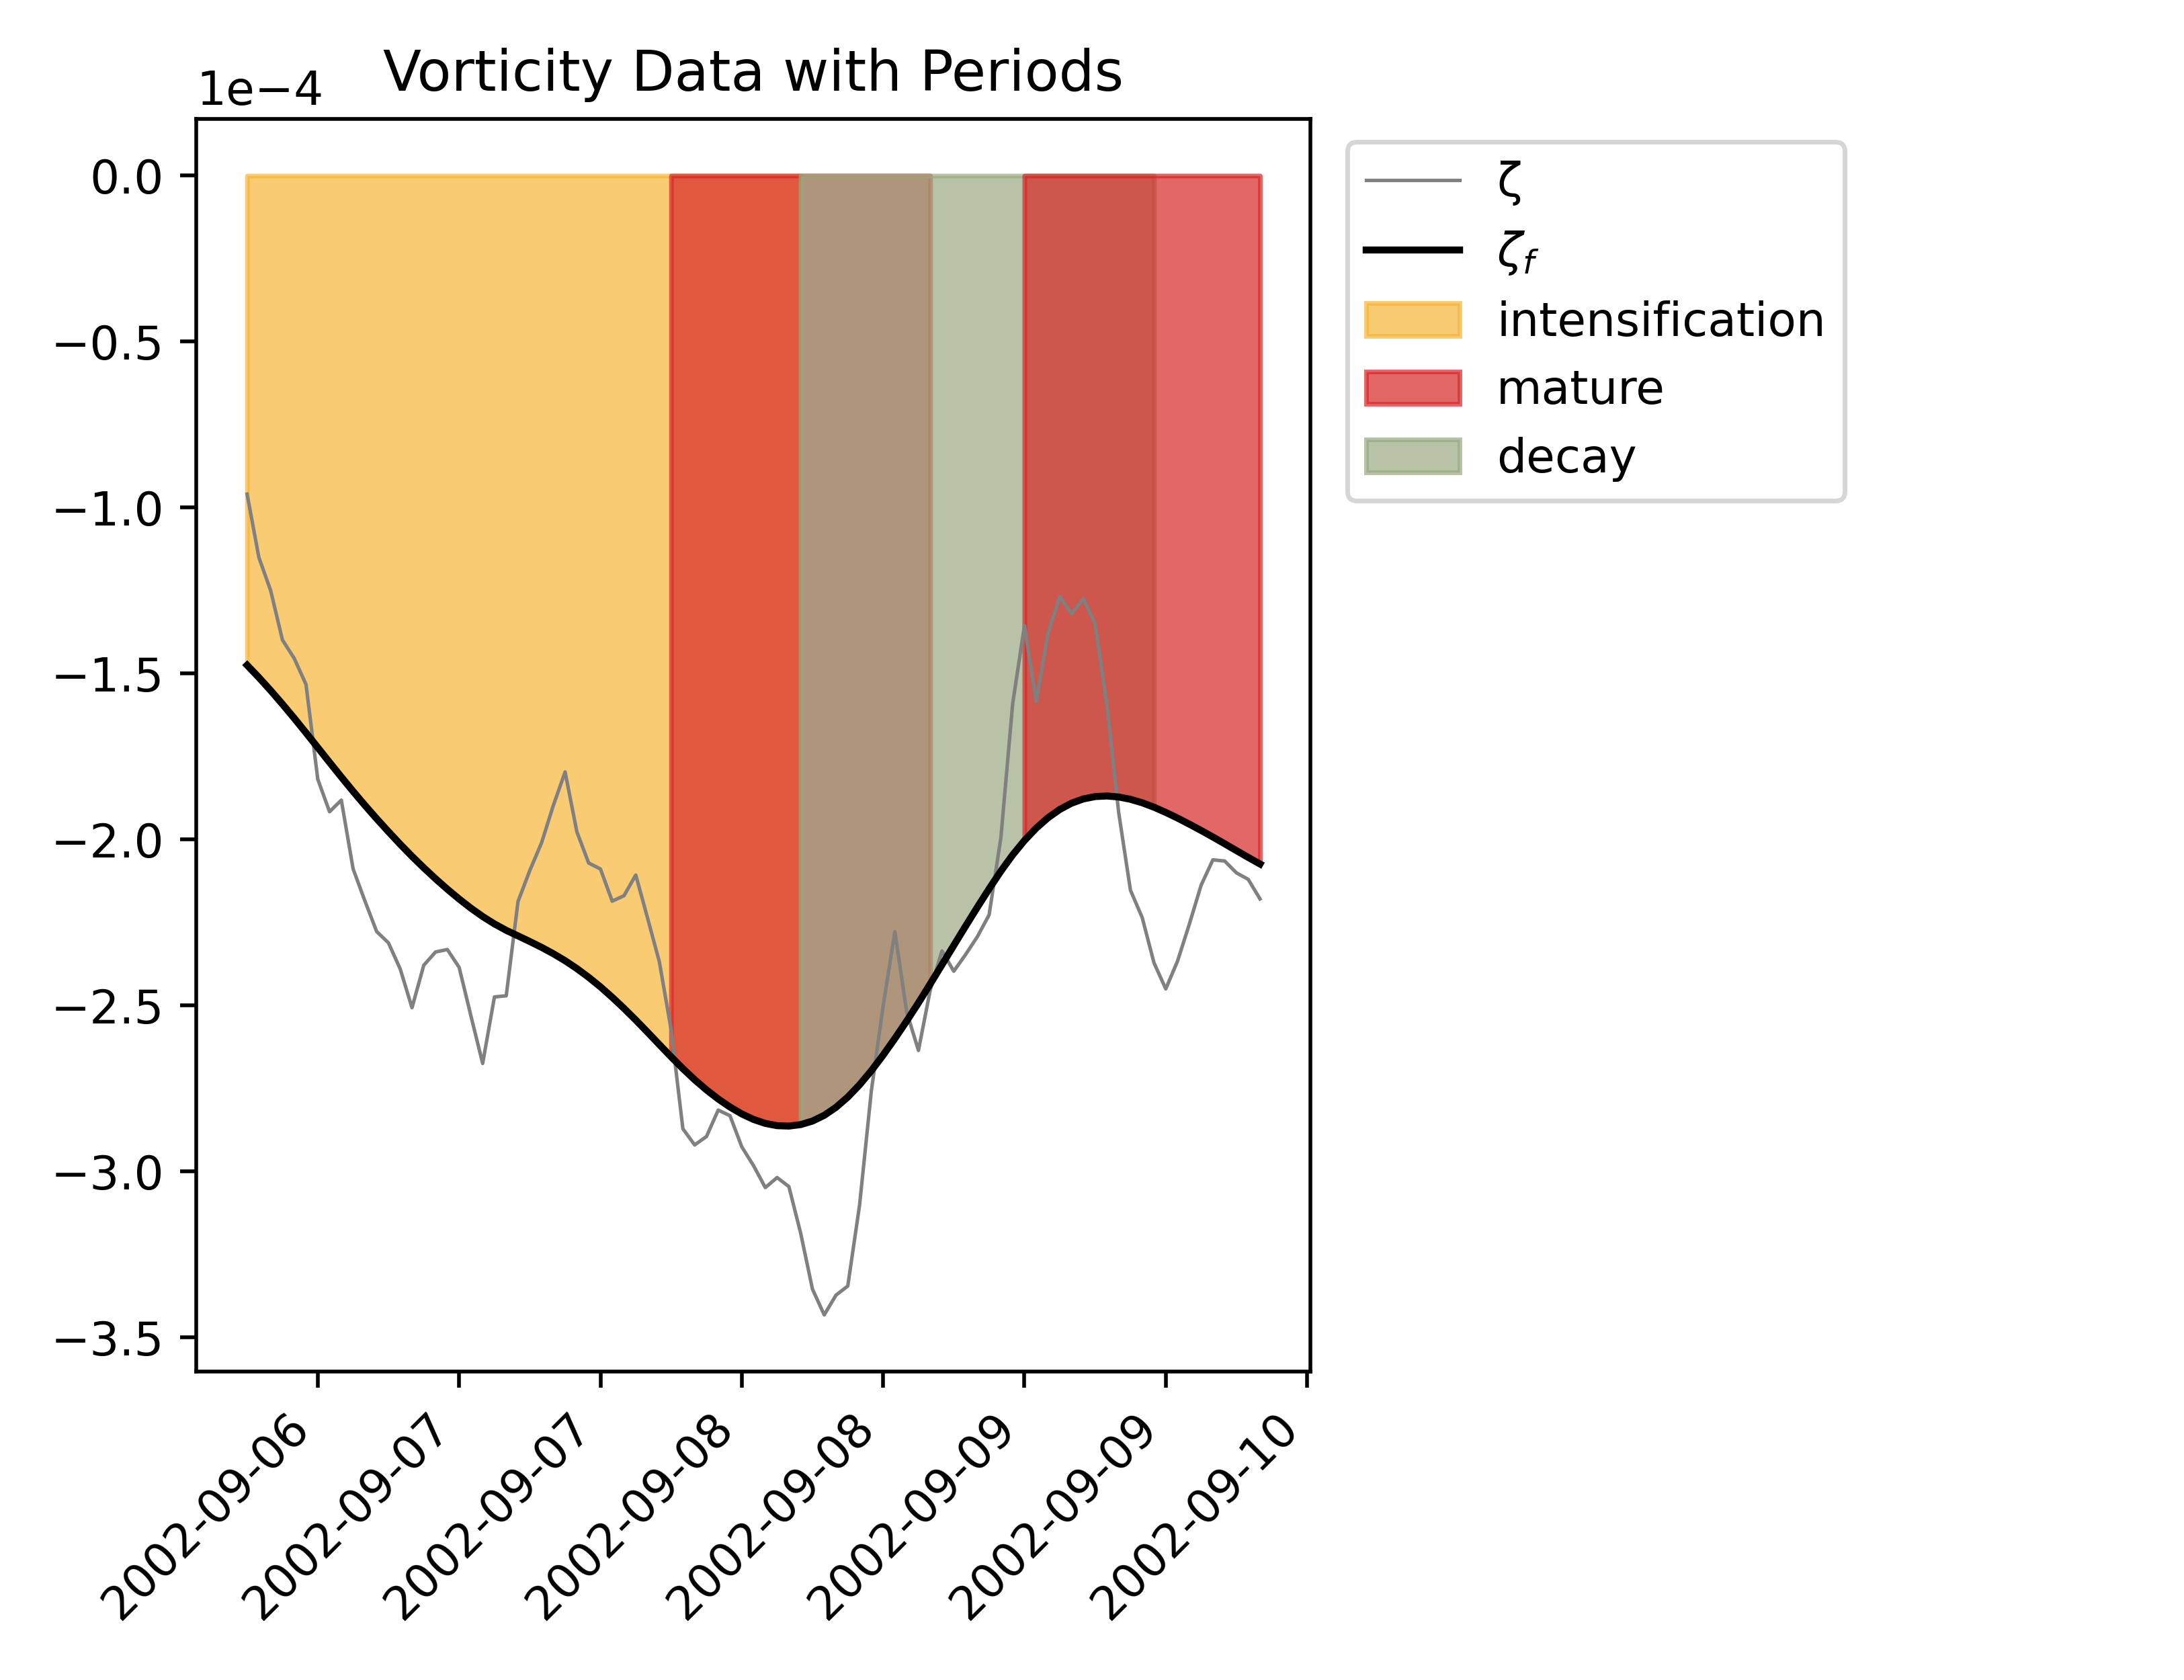 Vorticity Data with Periods
1e−4
0.0
−0.5
−1.0
−1.5
−2.0
−2.5
−3.0
−3.5
2002-09-06
2002-09-07
2002-09-07
2002-09-08
2002-09-08
2002-09-09
2002-09-09
2002-09-10
ζ
ζf
intensification
mature
decay